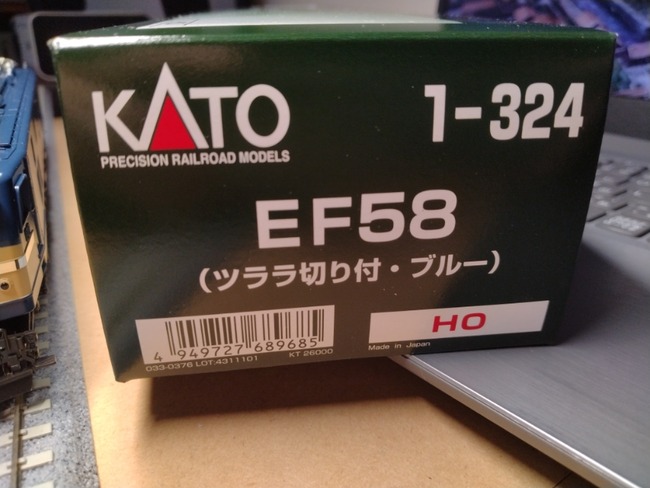 KATO
PRECISION RAILROAD MODELS
1-324
EF58
(ツララ切り付・ブルー)
HO
Made in Japan
4 949727 689685
033-0376 LOT:4311101
KT 26000